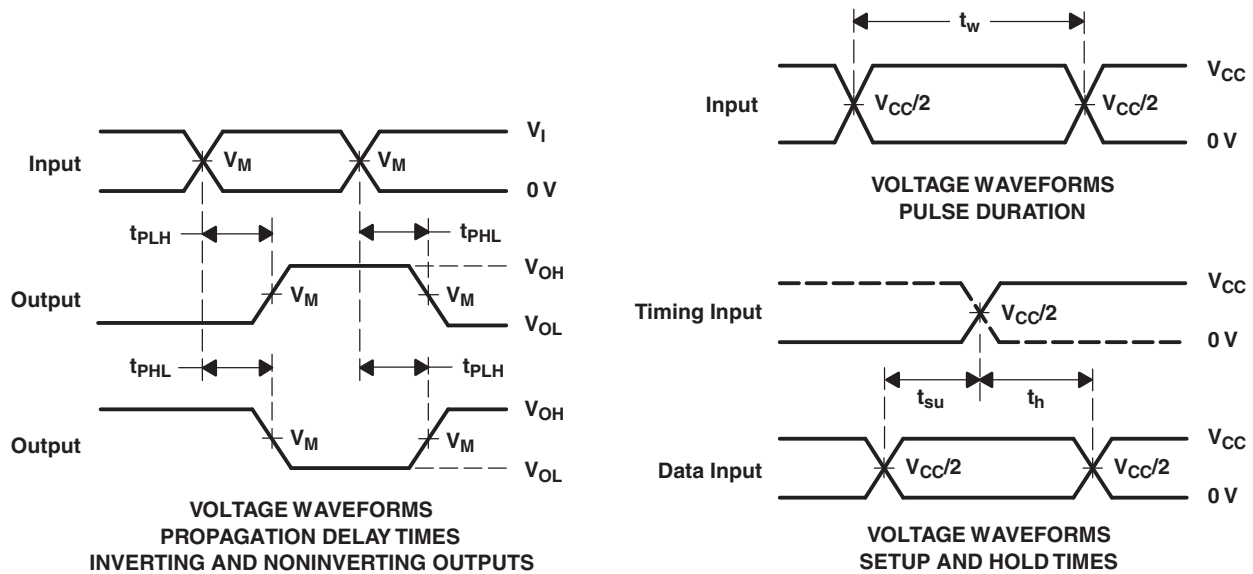 Input
V_M
V_M
V_I
0 V
t_PLH
t_PHL
Output
V_M
V_M
V_OH
V_OL
t_PHL
t_PLH
Output
V_M
V_M
V_OH
V_OL
VOLTAGE WAVEFORMS
PROPAGATION DELAY TIMES
INVERTING AND NONINVERTING OUTPUTS
t_w
Input
V_CC/2
V_CC/2
V_CC
0 V
VOLTAGE WAVEFORMS
PULSE DURATION
Timing Input
V_CC/2
V_CC
0 V
t_su
t_h
Data Input
V_CC/2
V_CC/2
V_CC
0 V
VOLTAGE WAVEFORMS
SETUP AND HOLD TIMES